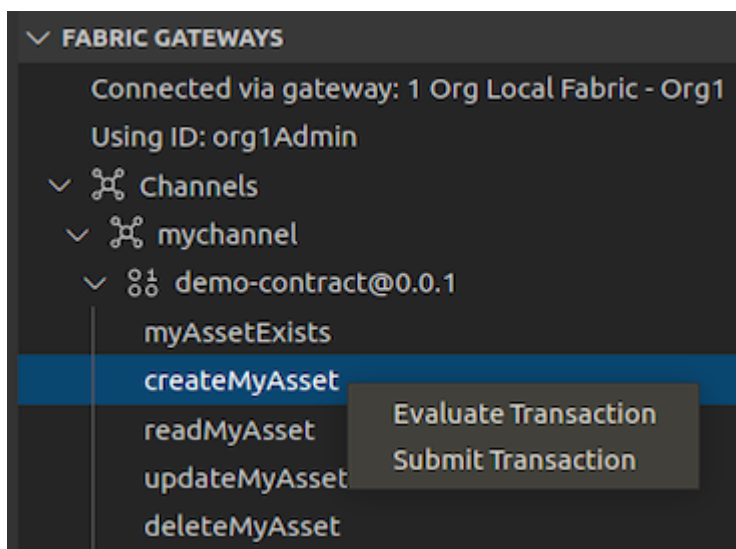 FABRIC GATEWAYS
Connected via gateway: 1 Org Local Fabric - Org1
Using ID: org1Admin
Channels
mychannel
demo-contract@0.0.1
myAssetExists
createMyAsset
readMyAsset
updateMyAsset
deleteMyAsset
Evaluate Transaction
Submit Transaction